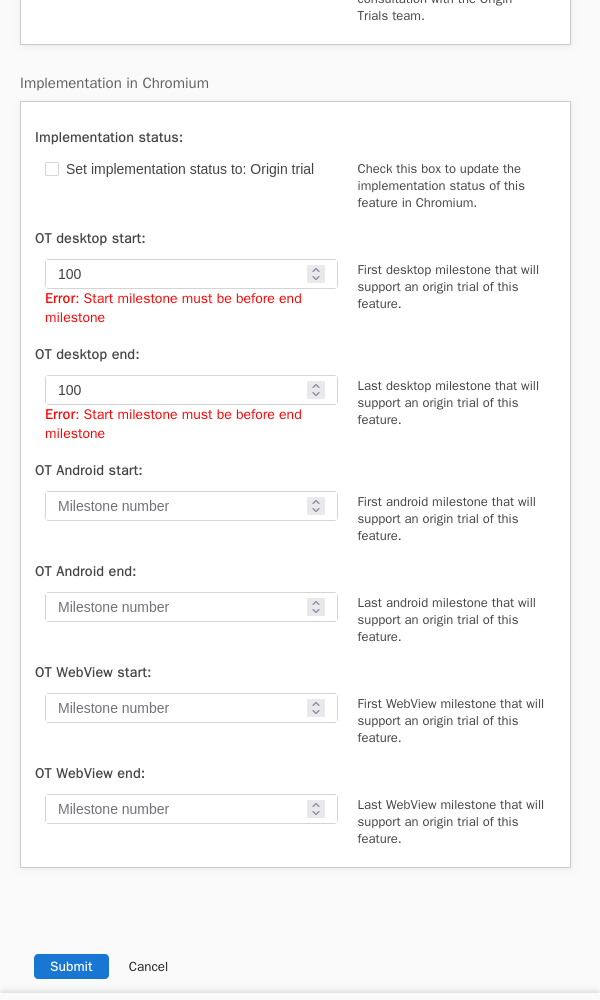 consultation with the Origin
Trials team.
Implementation in Chromium
Implementation status:
Set implementation status to: Origin trial
Check this box to update the
implementation status of this
feature in Chromium.
OT desktop start:
100
Error: Start milestone must be before end
milestone
First desktop milestone that will
support an origin trial of this
feature.
OT desktop end:
100
Error: Start milestone must be before end
milestone
Last desktop milestone that will
support an origin trial of this
feature.
OT Android start:
Milestone number
First android milestone that will
support an origin trial of this
feature.
OT Android end:
Milestone number
Last android milestone that will
support an origin trial of this
feature.
OT WebView start:
Milestone number
First WebView milestone that will
support an origin trial of this
feature.
OT WebView end:
Milestone number
Last WebView milestone that will
support an origin trial of this
feature.
Submit
Cancel